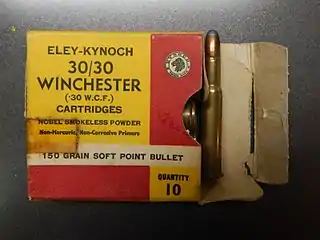 ELEY-KYNOCH
30/30
WINCHESTER
(·30 W.C.F.)
CARTRIDGES
NOBEL SMOKELESS POWDER
Non-Mercuric, Non-Corrosive Primers
150 GRAIN SOFT POINT BULLET
QUANTITY
10